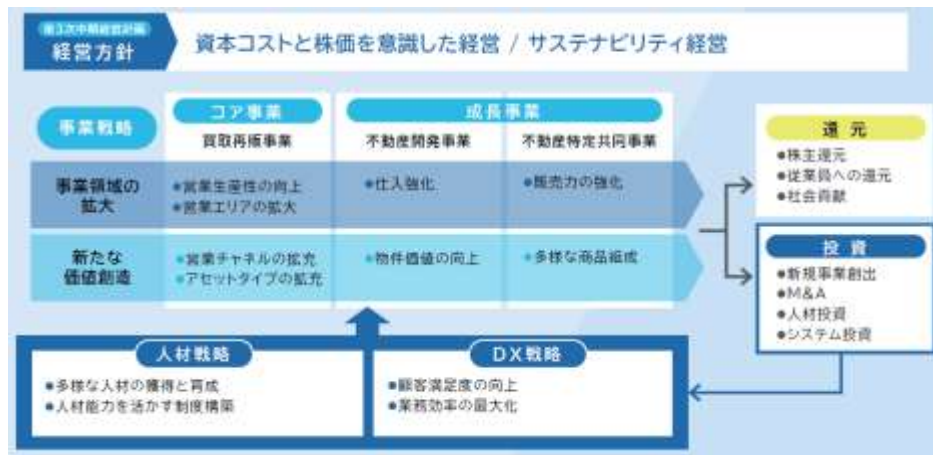 第3次中期経営計画
経営方針
資本コストと株価を意識した経営 / サステナビリティ経営
事業戦略
コア事業
成長事業
買取再販事業
不動産開発事業
不動産特定共同事業
事業領域の
拡大
●営業生産性の向上
●営業エリアの拡大
●仕入強化
●販売力の強化
新たな
価値創造
●営業チャネルの拡充
●アセットタイプの拡充
●物件価値の向上
●多様な商品組成
還元
●株主還元
●従業員への還元
●社会貢献
投資
●新規事業創出
●M&A
●人材投資
●システム投資
人材戦略
●多様な人材の獲得と育成
●人材能力を活かす制度構築
DX戦略
●顧客満足度の向上
●業務効率の最大化